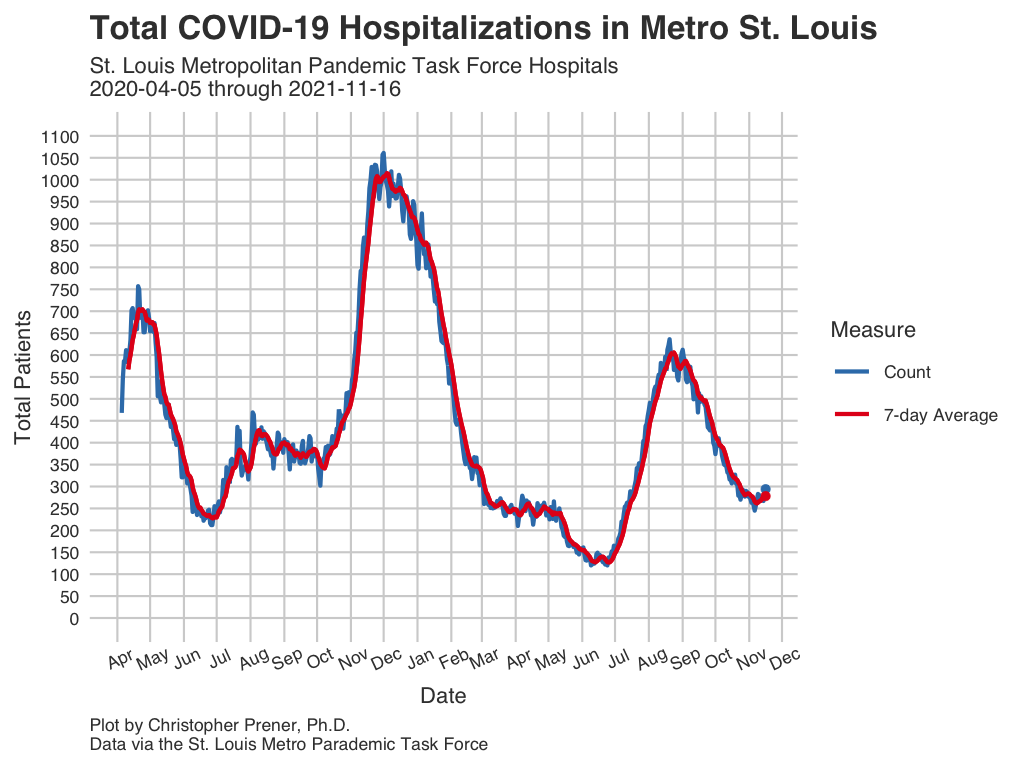 Total COVID-19 Hospitalizations in Metro St. Louis
St. Louis Metropolitan Pandemic Task Force Hospitals
2020-04-05 through 2021-11-16
1100
1050
1000
950
900
850
800
750
700
650
600
550
500
450
400
350
300
250
200
150
100
50
0
Total Patients
Apr May Jun Jul Aug Sep Oct Nov Dec Jan Feb Mar Apr May Jun Jul Aug Sep Oct Nov Dec
Date
Measure
Count
7-day Average
Plot by Christopher Prener, Ph.D.
Data via the St. Louis Metro Parademic Task Force